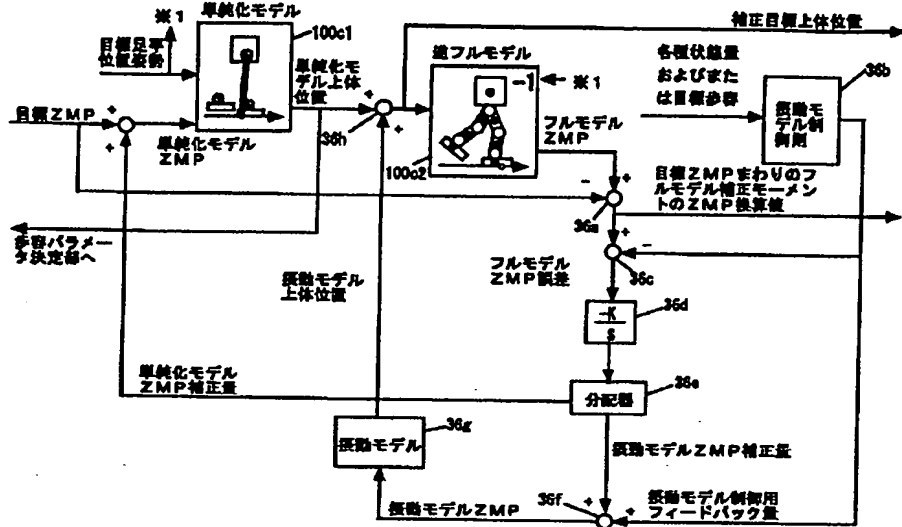 ※1
単純化モデル
100c1
目標足平
位置姿勢
単純化モ
デル上体
位置
補正目標上体位置
逆フルモデル
-1
※1
各種状態量
およびまた
は目標歩容
36b
摂動モ
デル制
御則
目標ZMP
単純化モデル
ZMP
36h
100c2
フルモデル
ZMP
目標ZMPまわりのフ
ルモデル補正モーメン
トのZMP換算値
36a
歩容パラメー
タ決定部へ
摂動モデル
上体位置
フルモデル
ZMP誤差
36c
-K
S
36d
単純化モデル
ZMP補正量
分配器
36e
摂動モデル
36g
摂動モデルZMP補正量
摂動モデルZMP
36f
摂動モデル制御用
フィードバック量